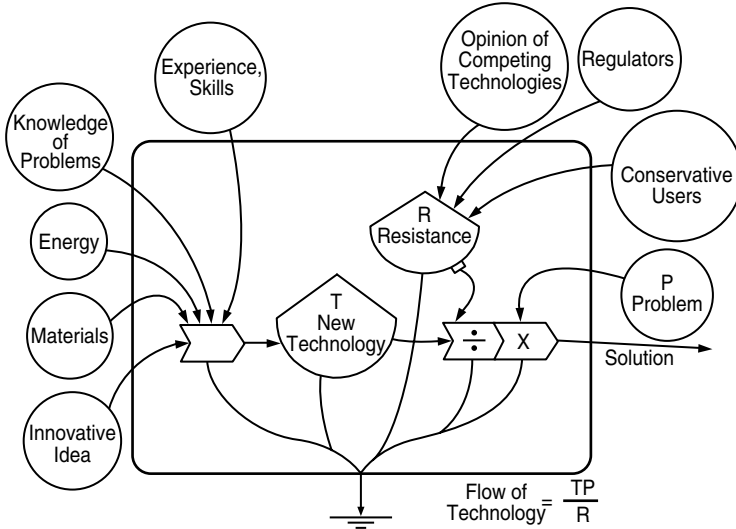 Experience,
Skills
Opinion of
Competing
Technologies
Regulators
Knowledge
of
Problems
Conservative
Users
R
Resistance
Energy
P
Problem
T
New
Technology
Materials
÷ X
Solution
Innovative
Idea
Flow of
Technology = TP
R